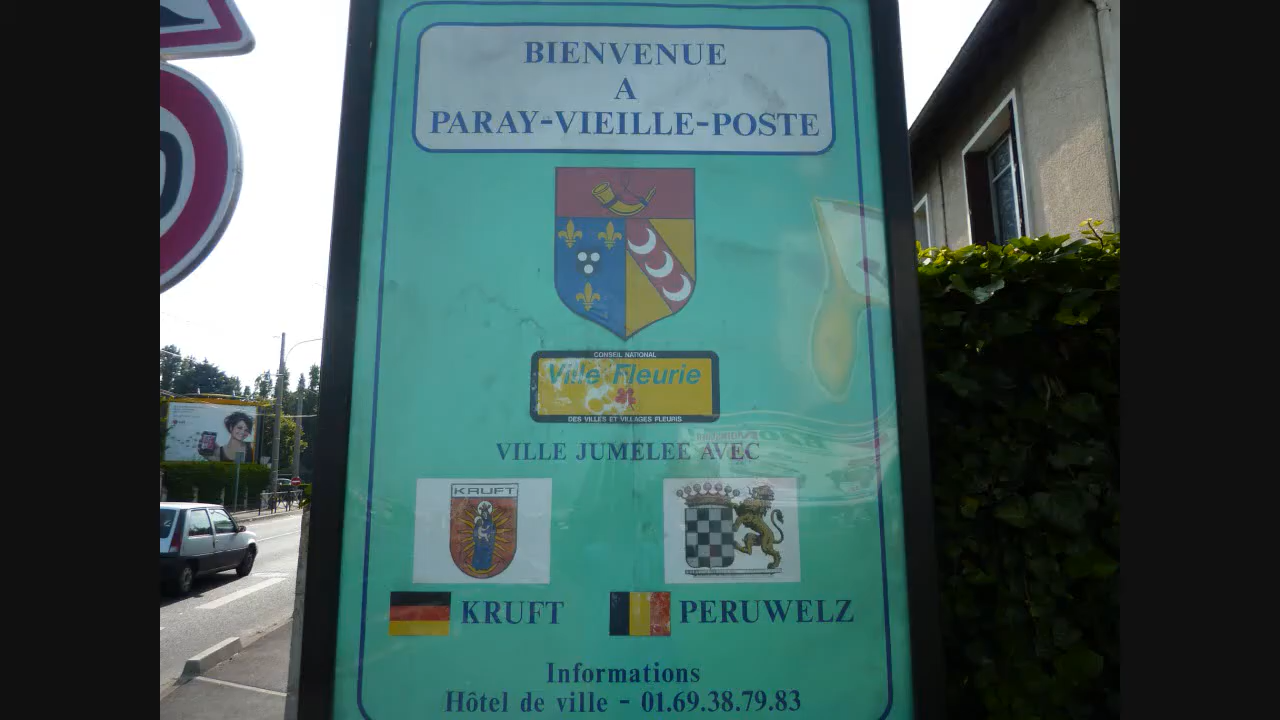 BIENVENUE
A
PARAY-VIEILLE-POSTE
CONSEIL NATIONAL
Ville Fleurie
DES VILLES ET VILLAGES FLEURIS
VILLE JUMELEE AVEC
KRUFT
KRUFT
PERUWELZ
Informations
Hôtel de ville - 01.69.38.79.83